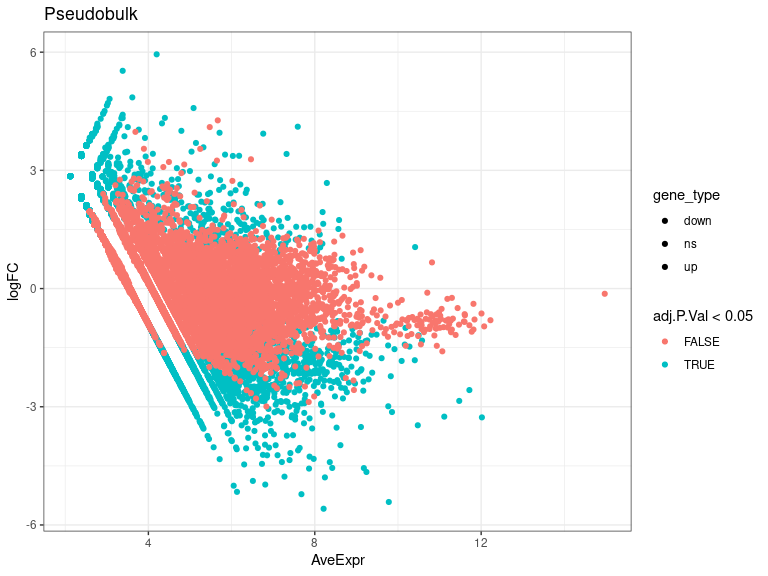 Pseudobulk
6
3
0
-3
-6
logFC
4
8
12
AveExpr
gene_type
down
ns
up
adj.P.Val < 0.05
FALSE
TRUE